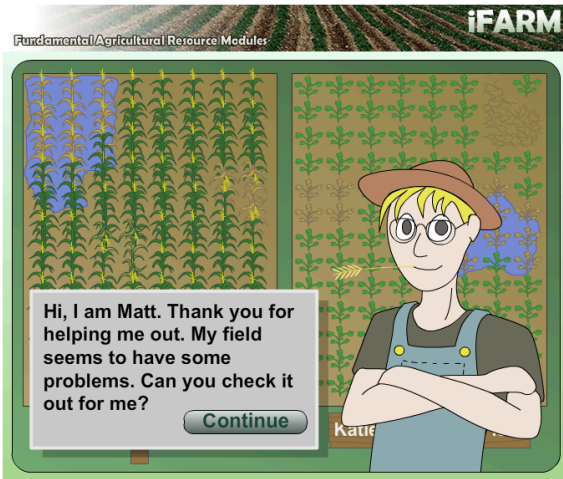 iFARM
Fundamental Agricultural Resource Modules
Hi, I am Matt. Thank you for
helping me out. My field
seems to have some
problems. Can you check it
out for me?
Continue